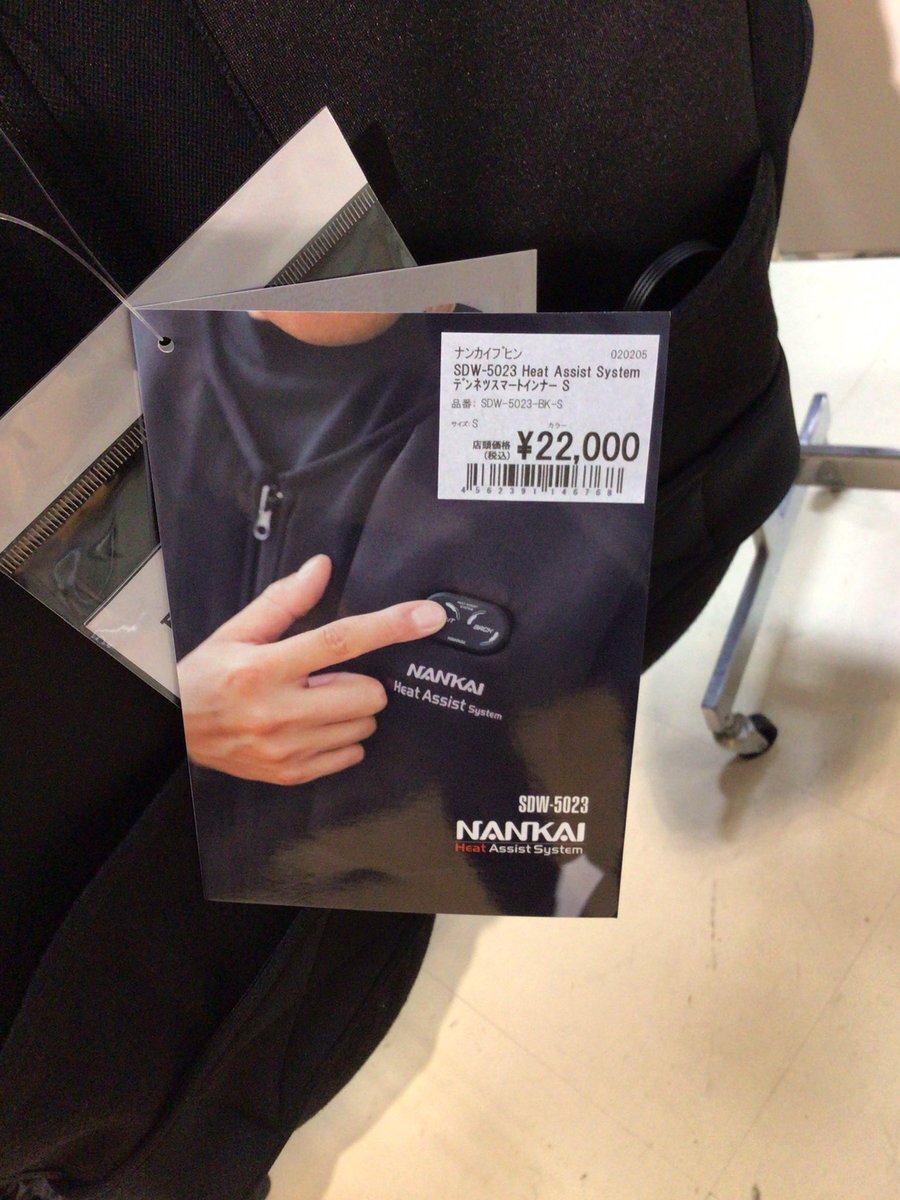 ナンカイブヒン 020205
SDW-5023 Heat Assist System
デンネツスマートインナー S
品番: SDW-5023-BK-S
サイズ: S カラー:
店頭価格
(税込) ¥22,000
4562391146768
BACK
NANKAI
Heat Assist System
SDW-5023
NANKAI
Heat Assist System